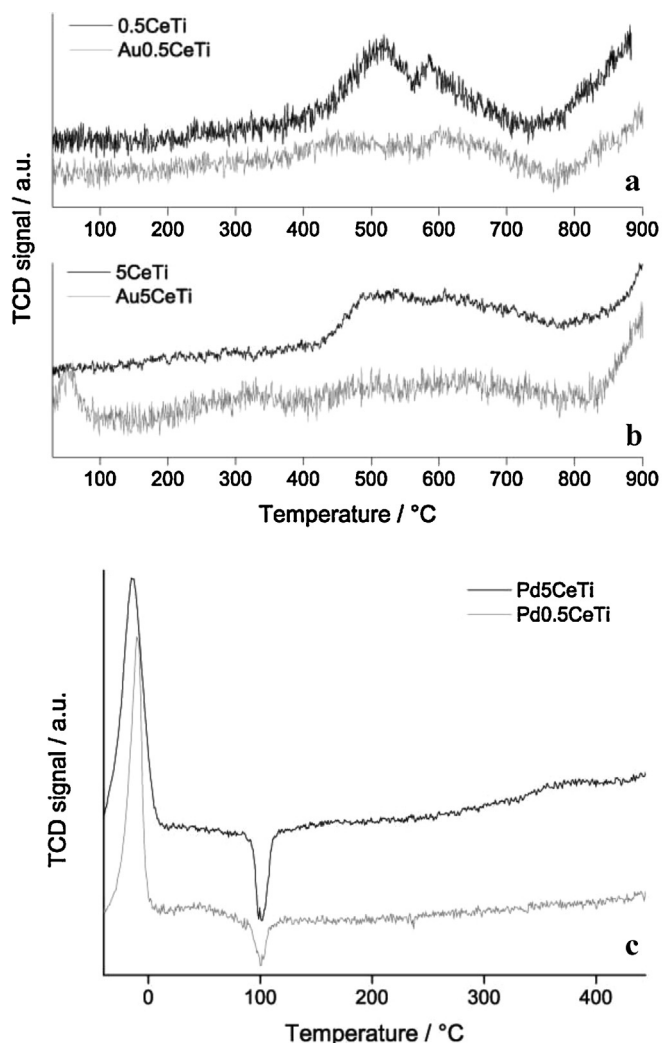 0.5CeTi
Au0.5CeTi
a
100 200 300 400 500 600 700 800 900
TCD signal / a.u.
5CeTi
Au5CeTi
b
100 200 300 400 500 600 700 800 900
Temperature / °C
Pd5CeTi
Pd0.5CeTi
TCD signal / a.u.
c
0 100 200 300 400
Temperature / °C